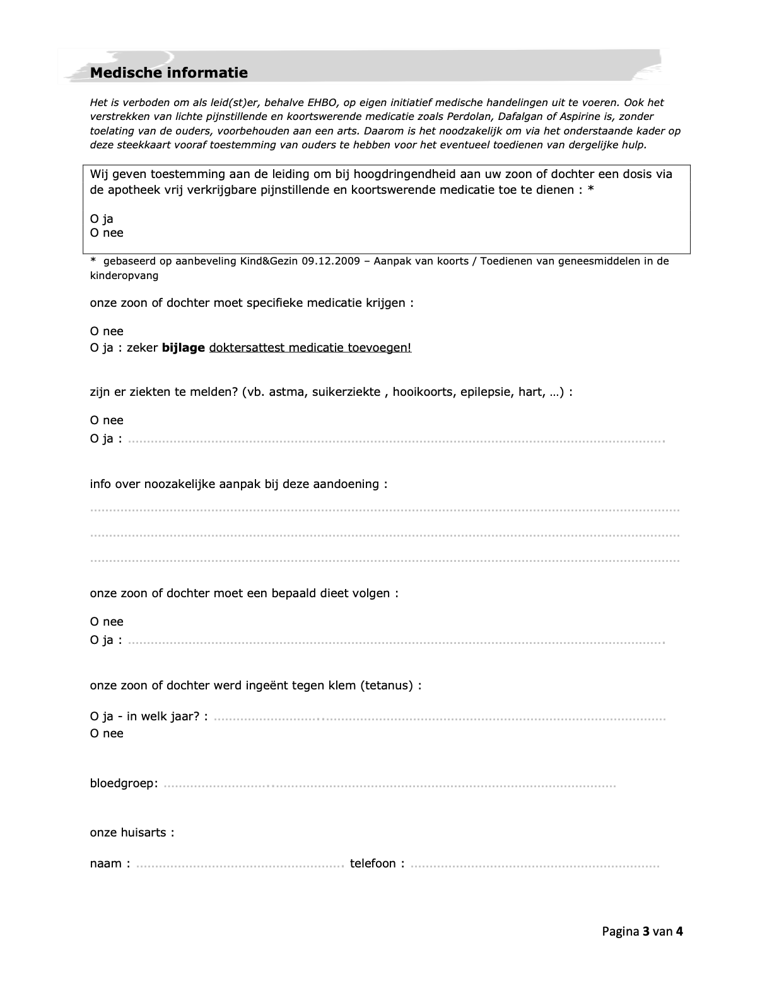 Medische informatie
Het is verboden om als leid(st)er, behalve EHBO, op eigen initiatief medische handelingen uit te voeren. Ook het
verstrekken van lichte pijnstillende en koortswerende medicatie zoals Perdolan, Dafalgan of Aspirine is, zonder
toelating van de ouders, voorbehouden aan een arts. Daarom is het noodzakelijk om via het onderstaande kader op
deze steekkaart vooraf toestemming van ouders te hebben voor het eventueel toedienen van dergelijke hulp.
Wij geven toestemming aan de leiding om bij hoogdringendheid aan uw zoon of dochter een dosis via
de apotheek vrij verkrijgbare pijnstillende en koortswerende medicatie toe te dienen : *
O ja
O nee
* gebaseerd op aanbeveling Kind&Gezin 09.12.2009 – Aanpak van koorts / Toedienen van geneesmiddelen in de
kinderopvang
onze zoon of dochter moet specifieke medicatie krijgen :
O nee
O ja : zeker bijlage doktersattest medicatie toevoegen!
zijn er ziekten te melden? (vb. astma, suikerziekte , hooikoorts, epilepsie, hart, …) :
O nee
O ja :
info over noozakelijke aanpak bij deze aandoening :
onze zoon of dochter moet een bepaald dieet volgen :
O nee
O ja :
onze zoon of dochter werd ingeënt tegen klem (tetanus) :
O ja - in welk jaar? :
O nee
bloedgroep:
onze huisarts :
naam : telefoon :
Pagina 3 van 4